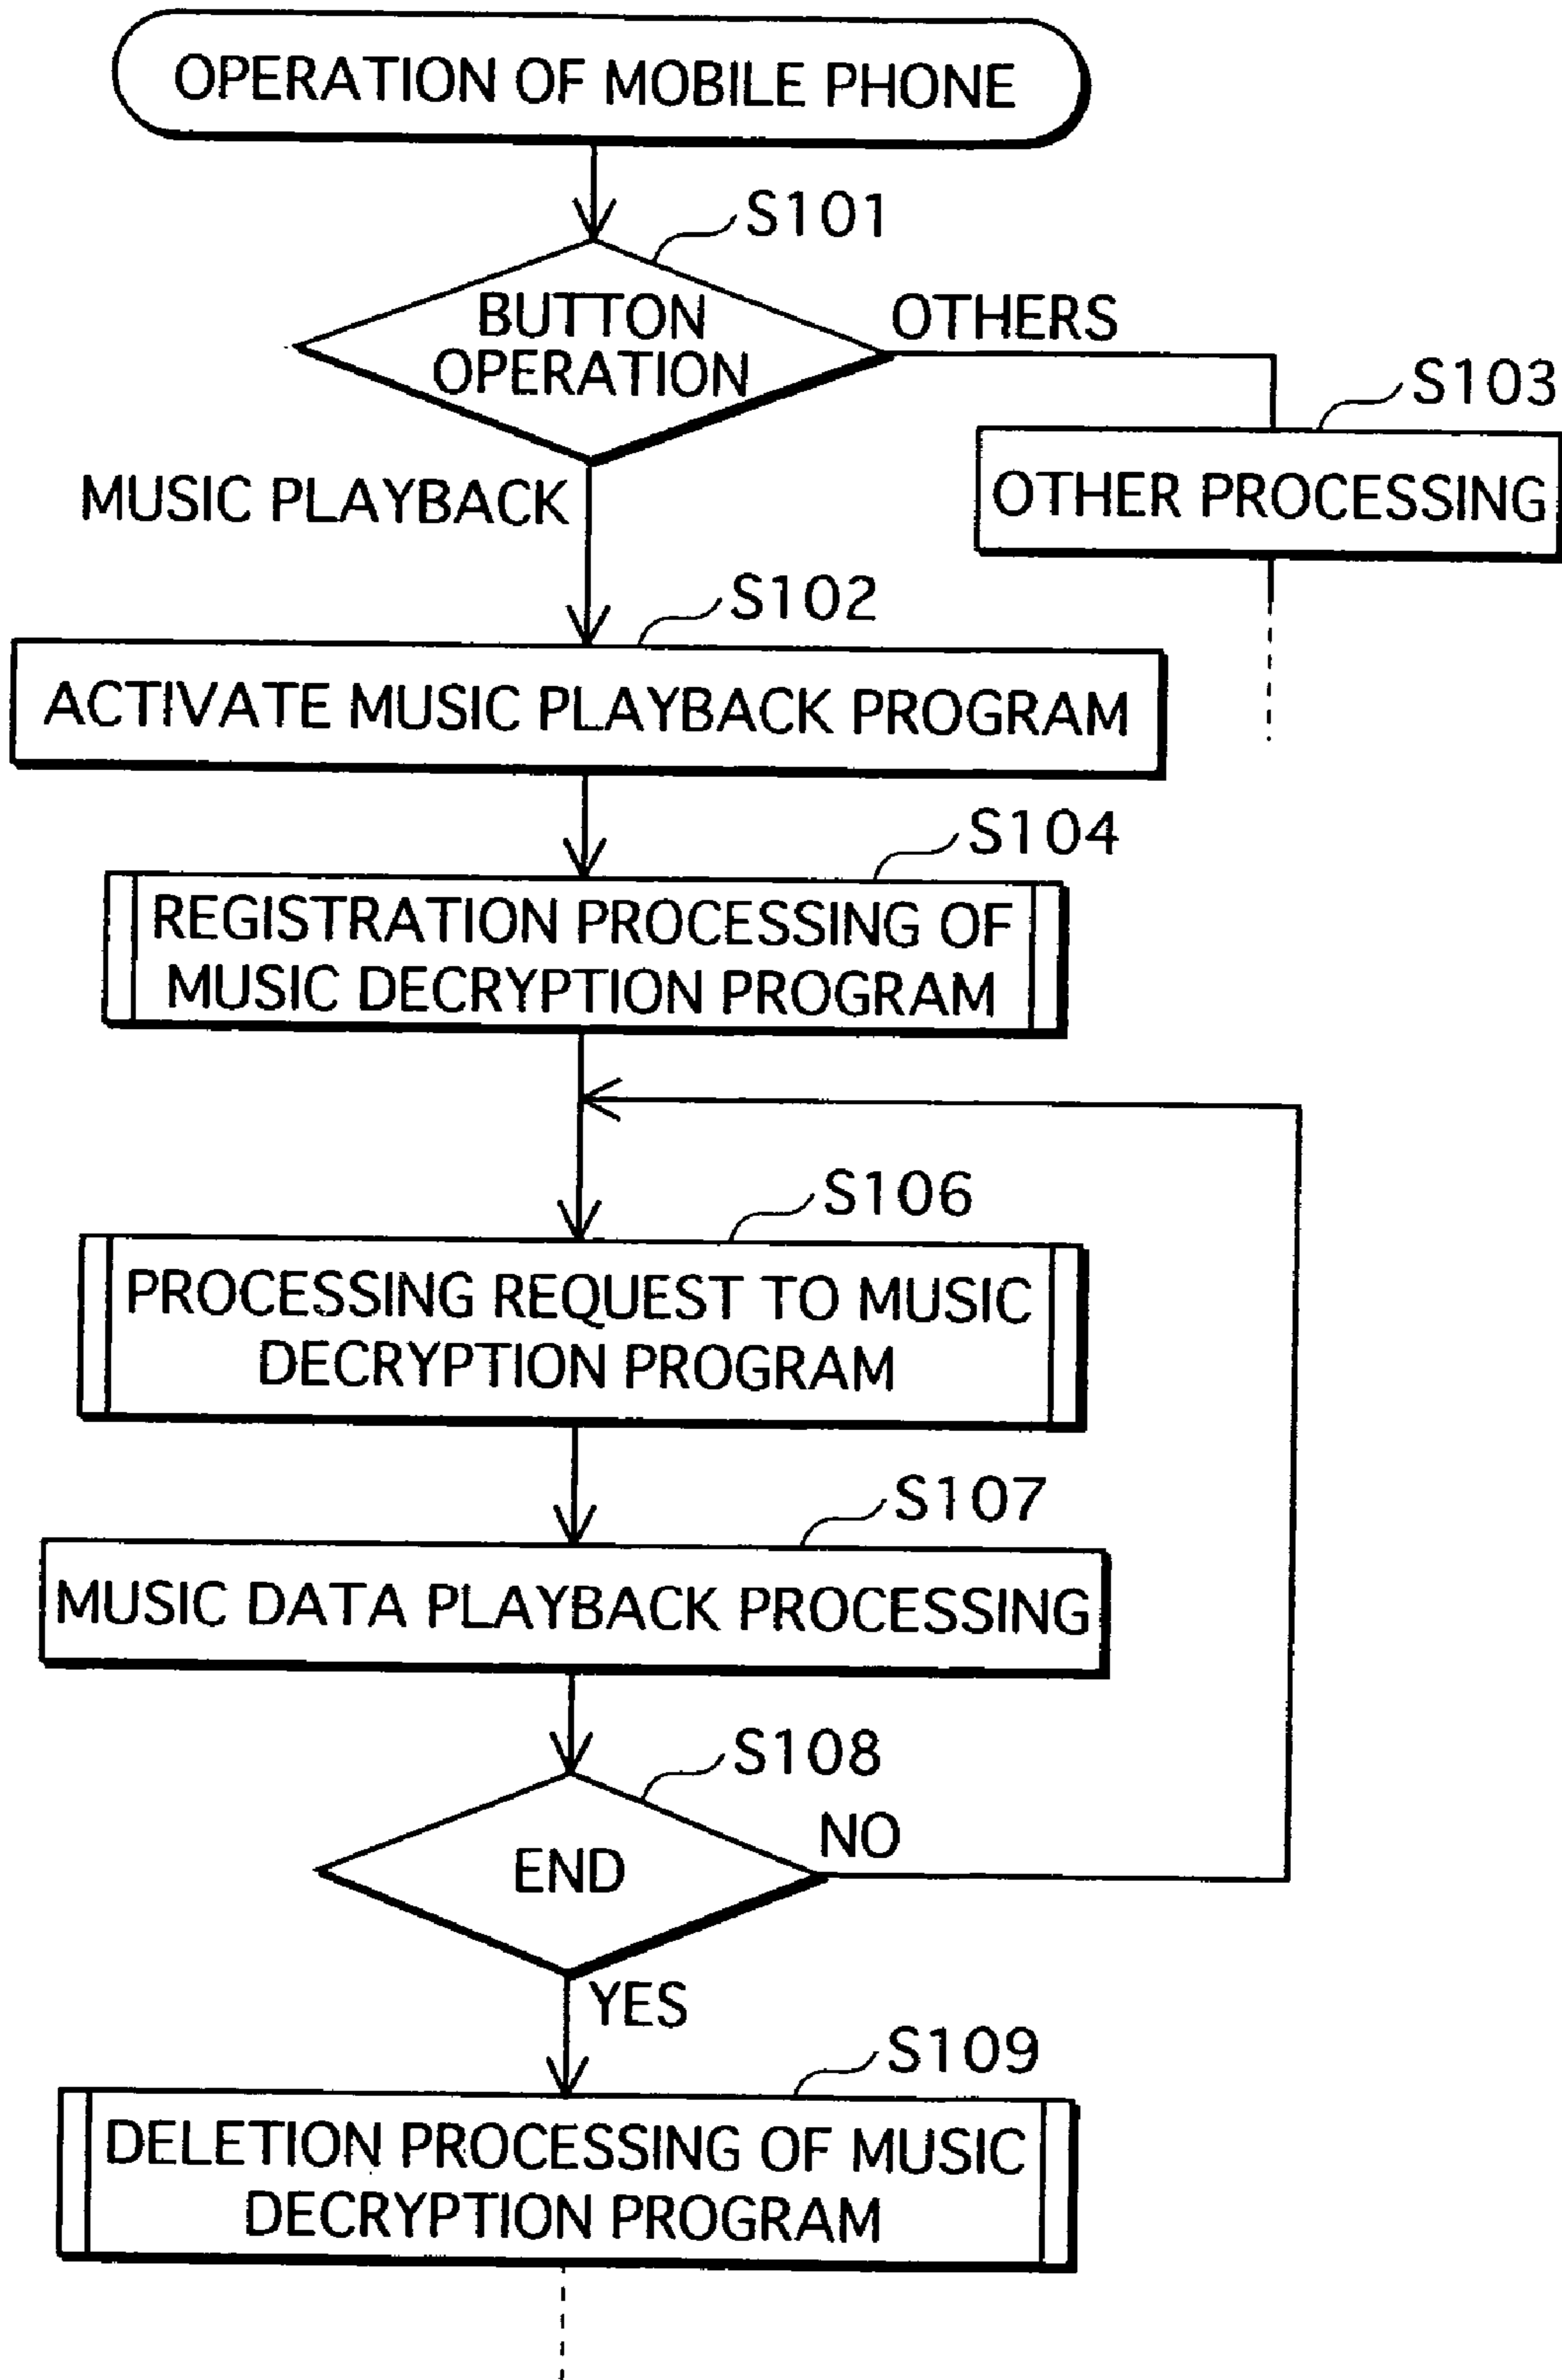 OPERATION OF MOBILE PHONE
S101
BUTTON
OPERATION
OTHERS
S103
OTHER PROCESSING
MUSIC PLAYBACK
S102
ACTIVATE MUSIC PLAYBACK PROGRAM
S104
REGISTRATION PROCESSING OF
MUSIC DECRYPTION PROGRAM
S106
PROCESSING REQUEST TO MUSIC
DECRYPTION PROGRAM
S107
MUSIC DATA PLAYBACK PROCESSING
S108
END
NO
YES
S109
DELETION PROCESSING OF MUSIC
DECRYPTION PROGRAM